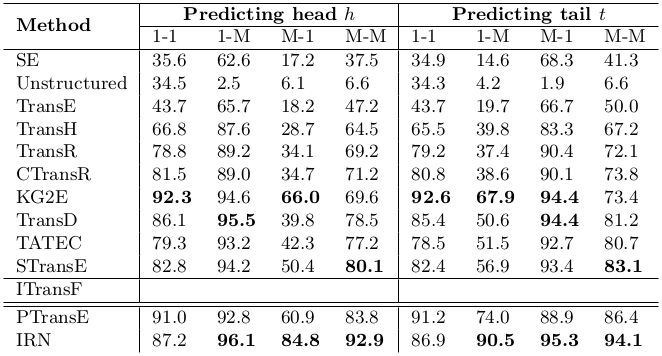 Method Predicting head h Predicting tail t
1-1 1-M M-1 M-M 1-1 1-M M-1 M-M
SE 35.6 62.6 17.2 37.5 34.9 14.6 68.3 41.3
Unstructured 34.5 2.5 6.1 6.6 34.3 4.2 1.9 6.6
TransE 43.7 65.7 18.2 47.2 43.7 19.7 66.7 50.0
TransH 66.8 87.6 28.7 64.5 65.5 39.8 83.3 67.2
TransR 78.8 89.2 34.1 69.2 79.2 37.4 90.4 72.1
CTransR 81.5 89.0 34.7 71.2 80.8 38.6 90.1 73.8
KG2E 92.3 94.6 66.0 69.6 92.6 67.9 94.4 73.4
TransD 86.1 95.5 39.8 78.5 85.4 50.6 94.4 81.2
TATEC 79.3 93.2 42.3 77.2 78.5 51.5 92.7 80.7
STransE 82.8 94.2 50.4 80.1 82.4 56.9 93.4 83.1
ITransF
PTransE 91.0 92.8 60.9 83.8 91.2 74.0 88.9 86.4
IRN 87.2 96.1 84.8 92.9 86.9 90.5 95.3 94.1